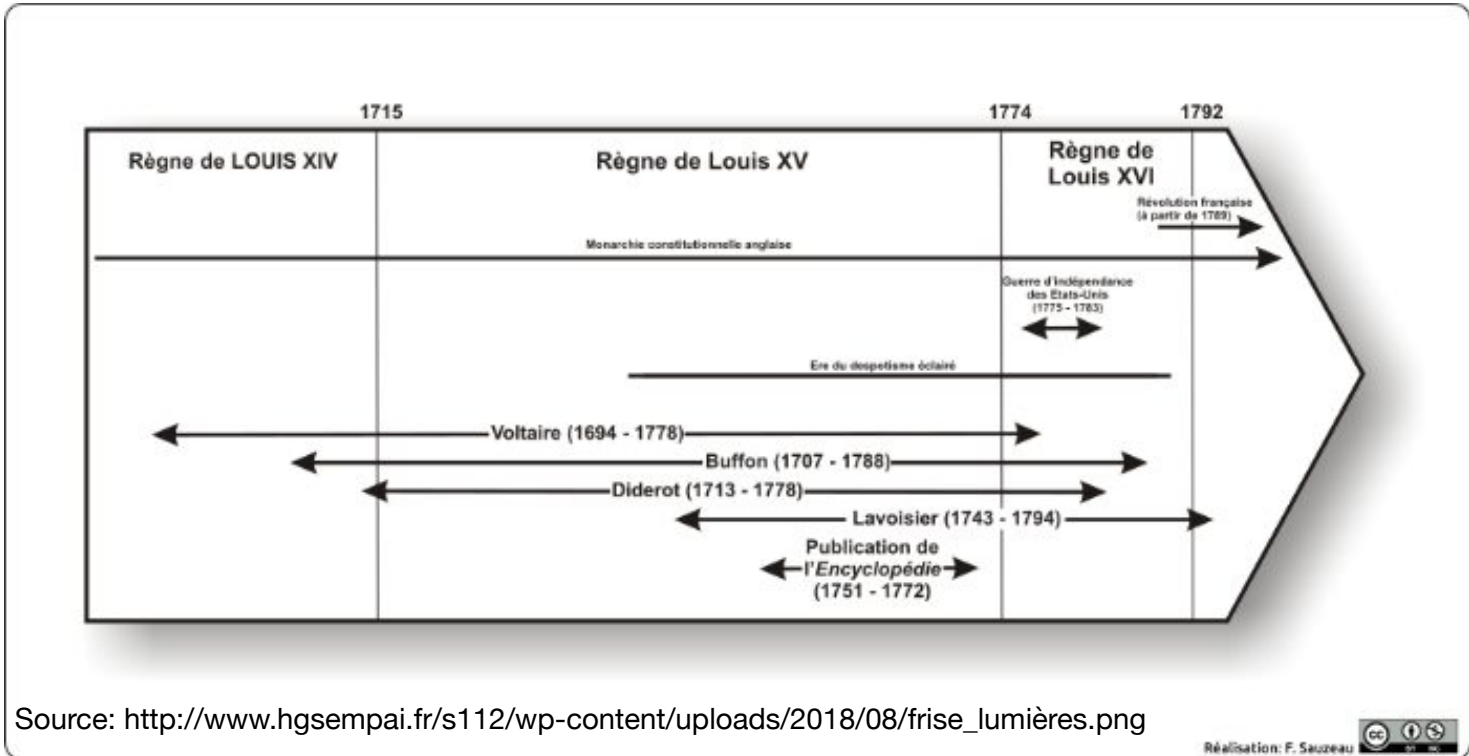 1715
1774
1792
Règne de LOUIS XIV
Règne de Louis XV
Règne de
Louis XVI
Révolution française
(à partir de 1789)
Monarchie constitutionnelle anglaise
Guerre d'indépendance
des Etats-Unis
(1775 - 1783)
Ere du despotisme éclairé
Voltaire (1694 - 1778)
Buffon (1707 - 1788)
Diderot (1713 - 1778)
Lavoisier (1743 - 1794)
Publication de
l'Encyclopédie
(1751 - 1772)
Source: http://www.hgsempai.fr/s112/wp-content/uploads/2018/08/frise_lumières.png
Réalisation: F. Sauzeau
cc